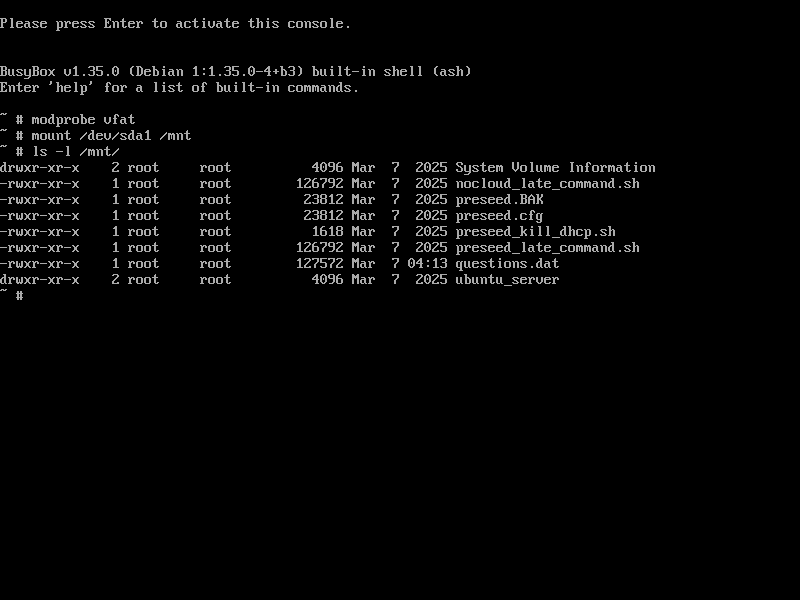 Please press Enter to activate this console.
BusyBox v1.35.0 (Debian 1:1.35.0-4+b3) built-in shell (ash)
Enter 'help' for a list of built-in commands.
~ # modprobe vfat
~ # mount /dev/sda1 /mnt
~ # ls -l /mnt/
drwxr-xr-x    2 root     root          4096 Mar  7  2025 System Volume Information
-rwxr-xr-x    1 root     root        126792 Mar  7  2025 nocloud_late_command.sh
-rwxr-xr-x    1 root     root         23812 Mar  7  2025 preseed.BAK
-rwxr-xr-x    1 root     root         23812 Mar  7  2025 preseed.cfg
-rwxr-xr-x    1 root     root          1618 Mar  7  2025 preseed_kill_dhcp.sh
-rwxr-xr-x    1 root     root        126792 Mar  7  2025 preseed_late_command.sh
-rwxr-xr-x    1 root     root        127572 Mar  7 04:13 questions.dat
drwxr-xr-x    2 root     root          4096 Mar  7  2025 ubuntu_server
~ #